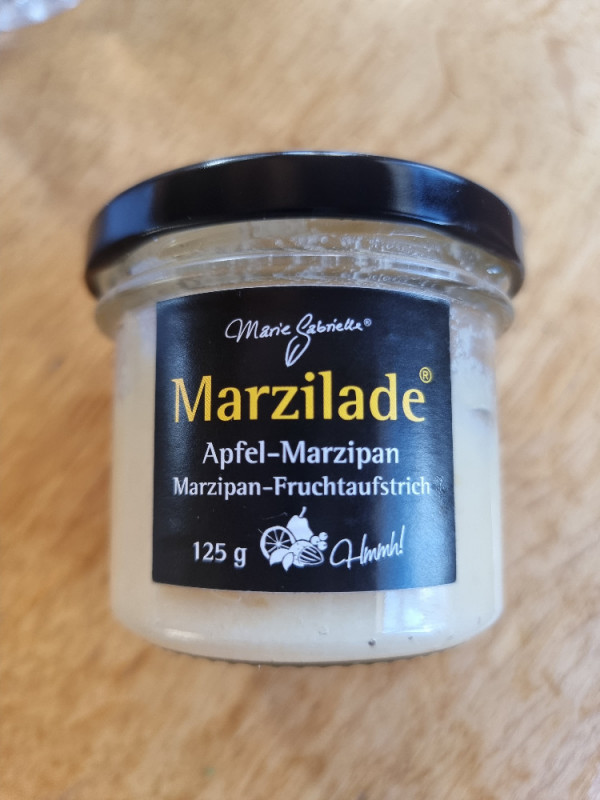 Marie Gabrielle®
Marzilade®
Apfel-Marzipan
Marzipan-Fruchtaufstrich
125 g Hmmh!